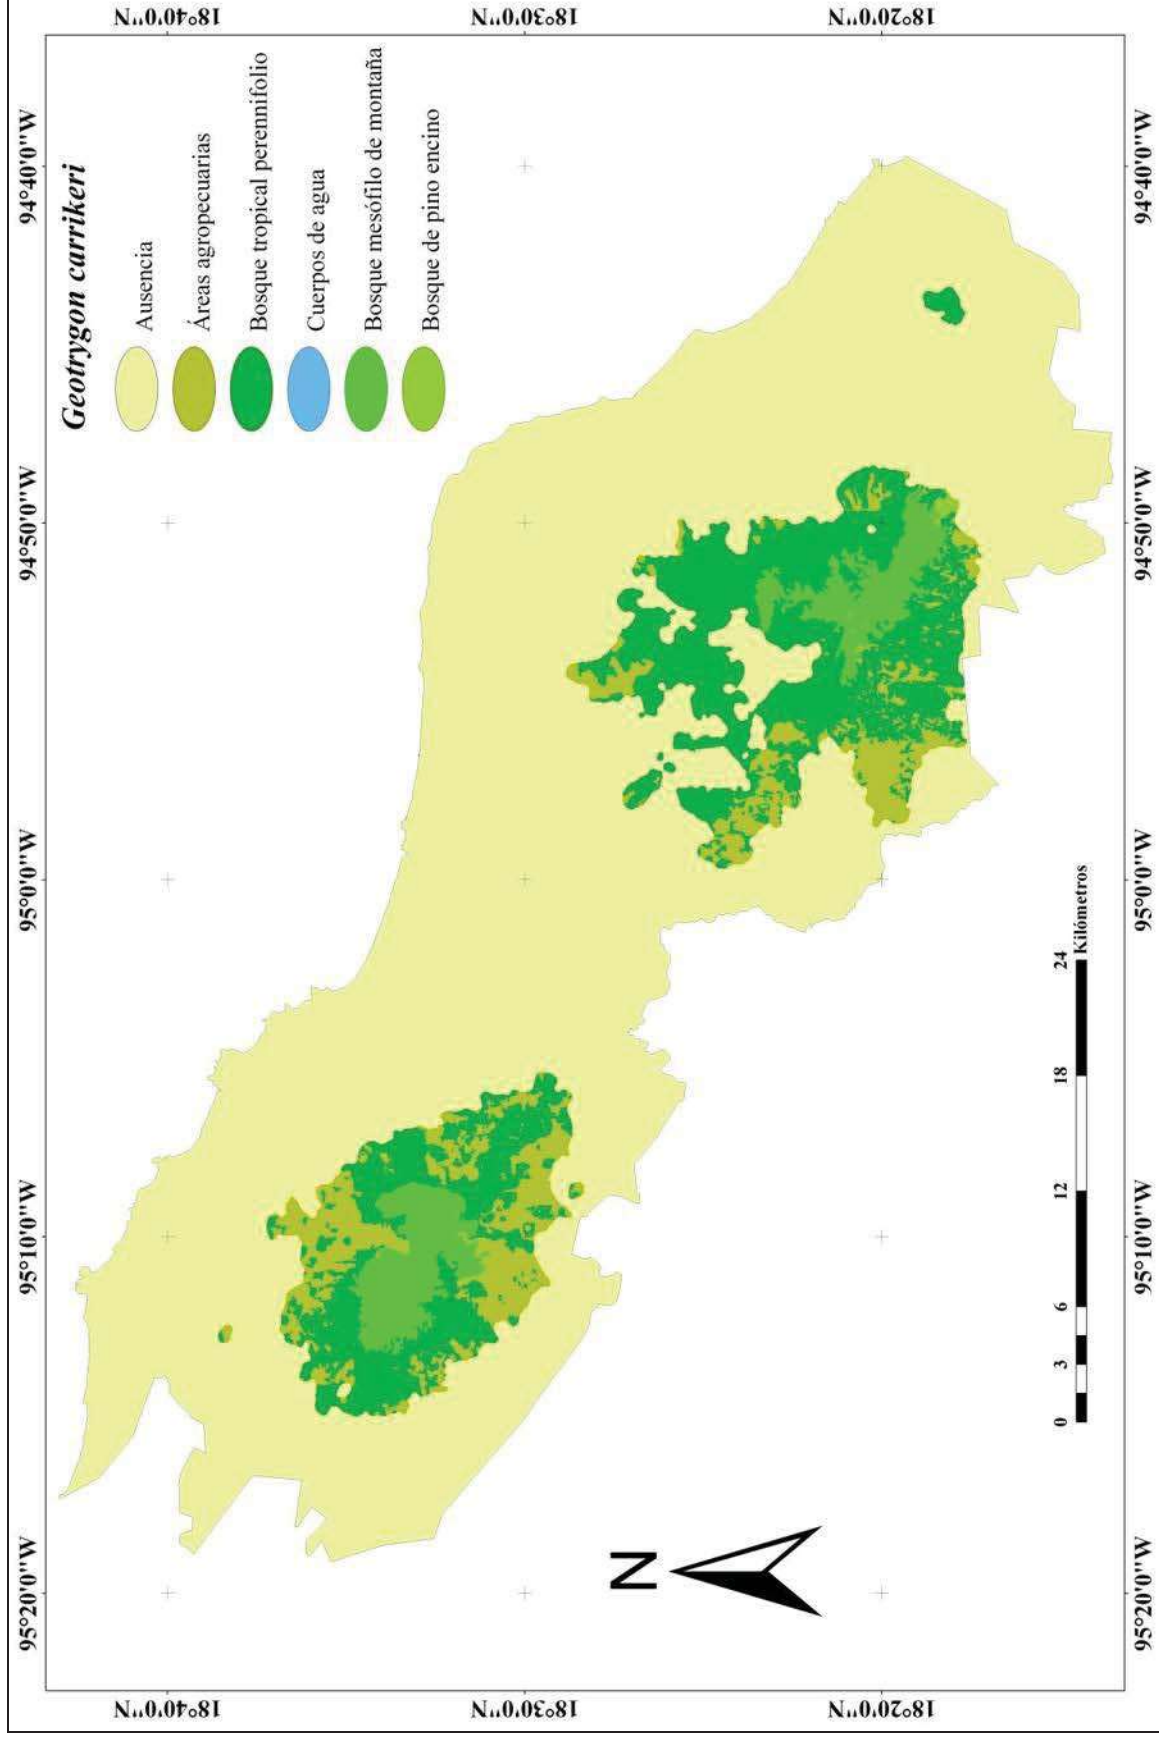 95°20'0"W 95°10'0"W 95°0'0"W 94°50'0"W 94°40'0"W
Geotrygon carrikeri
Ausencia
18°40'0"N 18°40'0"N
Áreas agropecuarias
Bosque tropical perennifolio
Cuerpos de agua
Bosque mesófilo de montaña
Bosque de pino encino
18°30'0"N 18°30'0"N
N
18°20'0"N 18°20'0"N
0 3 6 12 18 24
Kilómetros
95°20'0"W 95°10'0"W 95°0'0"W 94°50'0"W 94°40'0"W